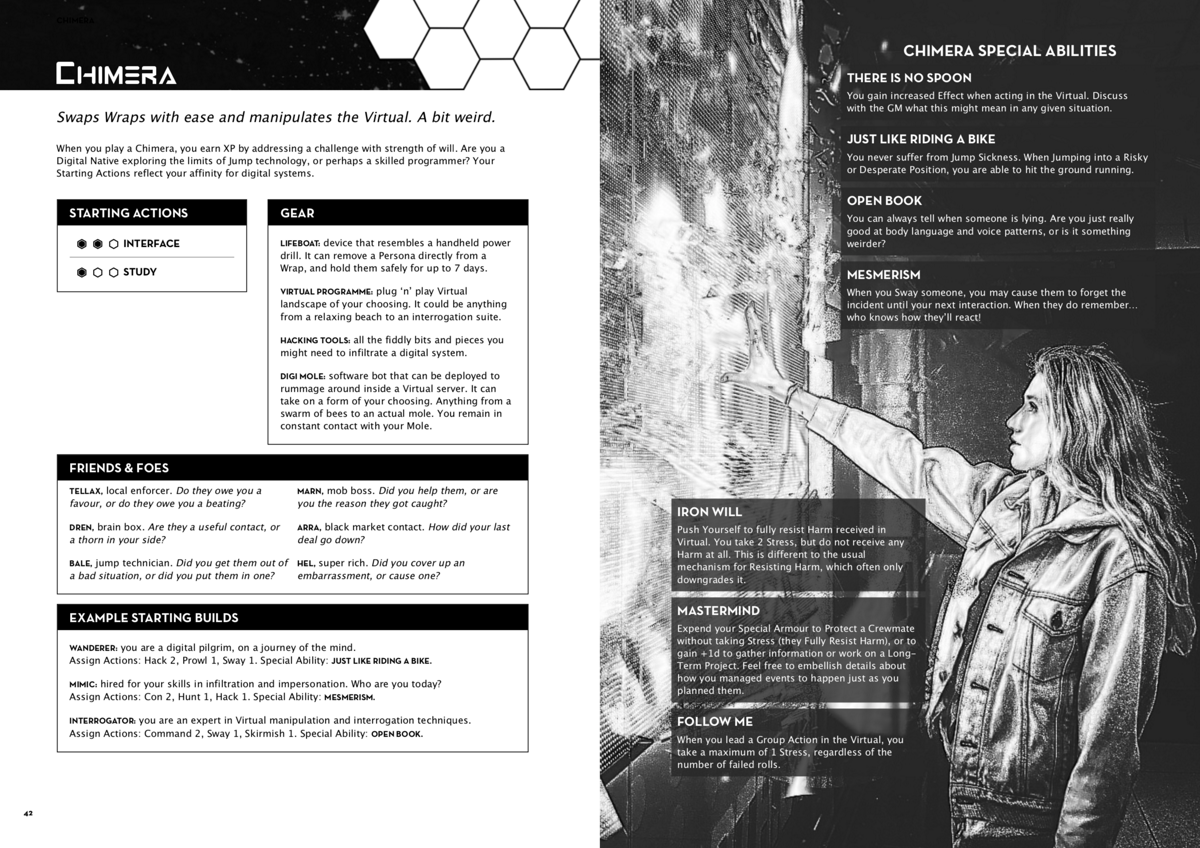 CHIMERA
CHIMERA
Swaps Wraps with ease and manipulates the Virtual. A bit weird.
When you play a Chimera, you earn XP by addressing a challenge with strength of will. Are you a
Digital Native exploring the limits of Jump technology, or perhaps a skilled programmer? Your
Starting Actions reflect your affinity for digital systems.
STARTING ACTIONS
INTERFACE
STUDY
GEAR
LIFEBOAT: device that resembles a handheld power
drill. It can remove a Persona directly from a
Wrap, and hold them safely for up to 7 days.
VIRTUAL PROGRAMME: plug ‘n’ play Virtual
landscape of your choosing. It could be anything
from a relaxing beach to an interrogation suite.
HACKING TOOLS: all the fiddly bits and pieces you
might need to infiltrate a digital system.
DIGI MOLE: software bot that can be deployed to
rummage around inside a Virtual server. It can
take on a form of your choosing. Anything from a
swarm of bees to an actual mole. You remain in
constant contact with your Mole.
FRIENDS & FOES
TELLAX, local enforcer. Do they owe you a
favour, or do they owe you a beating?
DREN, brain box. Are they a useful contact, or
a thorn in your side?
BALE, jump technician. Did you get them out of
a bad situation, or did you put them in one?
MARN, mob boss. Did you help them, or are
you the reason they got caught?
ARRA, black market contact. How did your last
deal go down?
HEL, super rich. Did you cover up an
embarrassment, or cause one?
EXAMPLE STARTING BUILDS
WANDERER: you are a digital pilgrim, on a journey of the mind.
Assign Actions: Hack 2, Prowl 1, Sway 1. Special Ability: JUST LIKE RIDING A BIKE.
MIMIC: hired for your skills in infiltration and impersonation. Who are you today?
Assign Actions: Con 2, Hunt 1, Hack 1. Special Ability: MESMERISM.
INTERROGATOR: you are an expert in Virtual manipulation and interrogation techniques.
Assign Actions: Command 2, Sway 1, Skirmish 1. Special Ability: OPEN BOOK.
42
CHIMERA SPECIAL ABILITIES
THERE IS NO SPOON
You gain increased Effect when acting in the Virtual. Discuss
with the GM what this might mean in any given situation.
JUST LIKE RIDING A BIKE
You never suffer from Jump Sickness. When Jumping into a Risky
or Desperate Position, you are able to hit the ground running.
OPEN BOOK
You can always tell when someone is lying. Are you just really
good at body language and voice patterns, or is it something
weirder?
MESMERISM
When you Sway someone, you may cause them to forget the
incident until your next interaction. When they do remember...
who knows how they’ll react!
IRON WILL
Push Yourself to fully resist Harm received in
Virtual. You take 2 Stress, but do not receive any
Harm at all. This is different to the usual
mechanism for Resisting Harm, which often only
downgrades it.
MASTERMIND
Expend your Special Armour to Protect a Crewmate
without taking Stress (they Fully Resist Harm), or to
gain +1d to gather information or work on a Long-
Term Project. Feel free to embellish details about
how you managed events to happen just as you
planned them.
FOLLOW ME
When you lead a Group Action in the Virtual, you
take a maximum of 1 Stress, regardless of the
number of failed rolls.